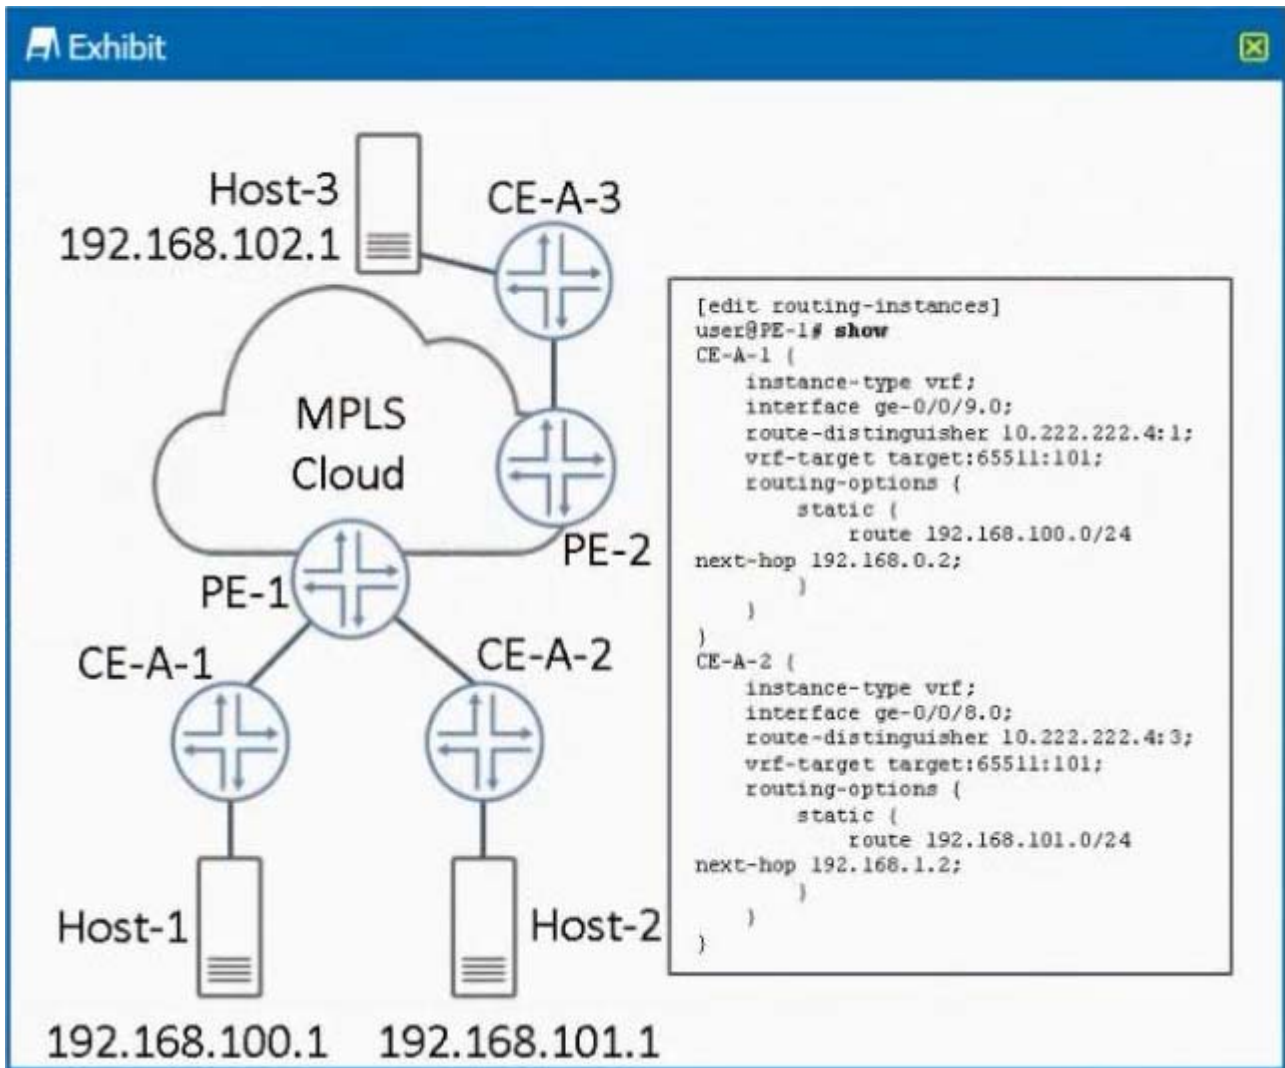 Exhibit
Host-3
192.168.102.1
CE-A-3
MPLS
Cloud
PE-2
PE-1
CE-A-1
CE-A-2
Host-1
Host-2
192.168.100.1
192.168.101.1
[edit routing-instances]
user@PE-1# show
CE-A-1 {
instance-type vrf;
interface ge-0/0/9.0;
route-distinguisher 10.222.222.4:1;
vrf-target target:65511:101;
routing-options {
static {
route 192.168.100.0/24
next-hop 192.168.0.2;
}
}
}
CE-A-2 {
instance-type vrf;
interface ge-0/0/8.0;
route-distinguisher 10.222.222.4:3;
vrf-target target:65511:101;
routing-options {
static {
route 192.168.101.0/24
next-hop 192.168.1.2;
}
}
}